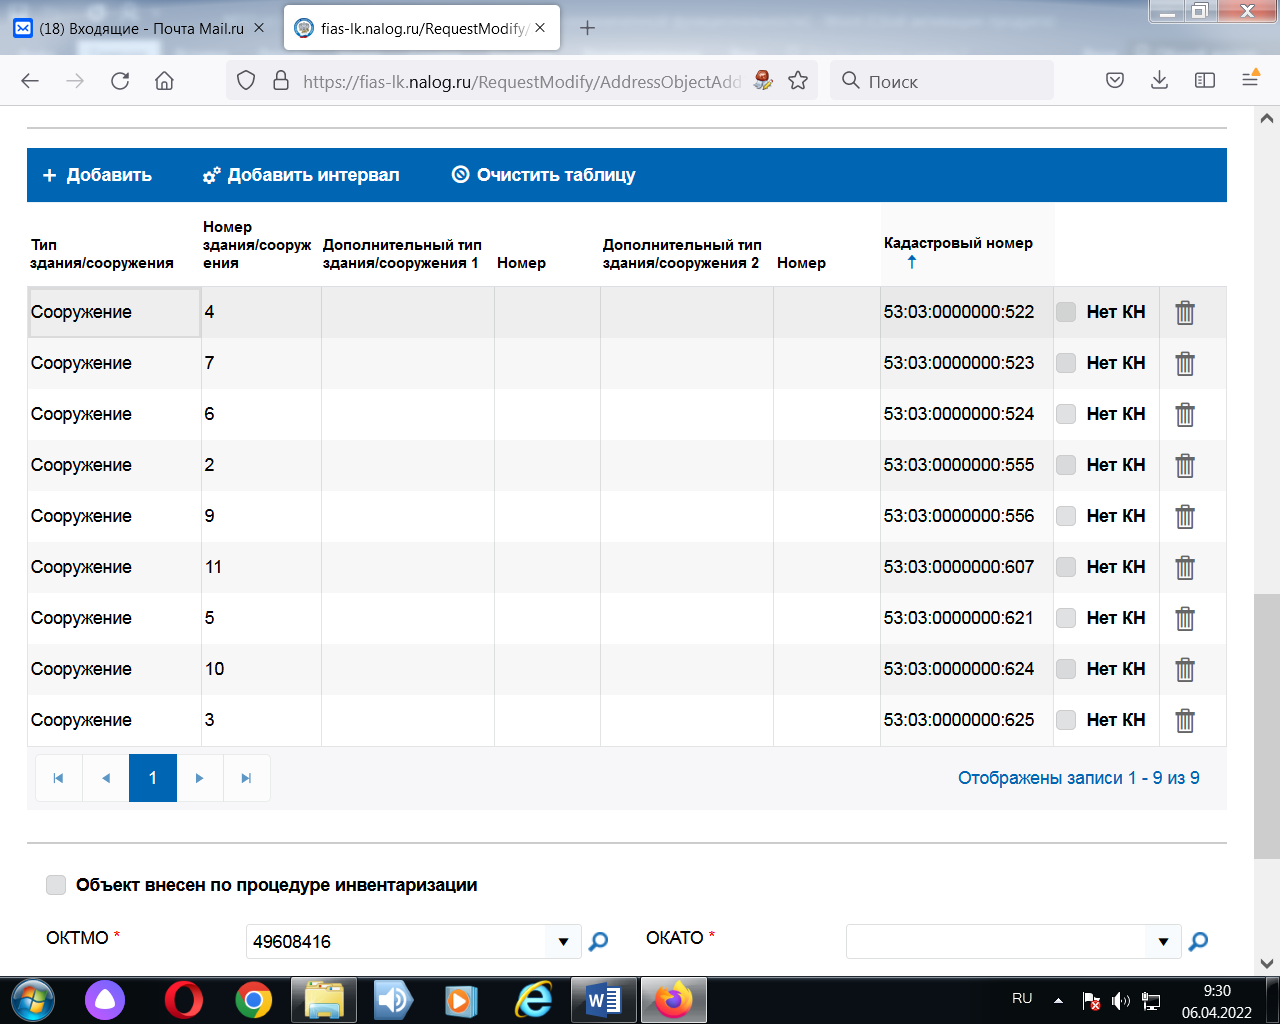 (18) Входящие - Почта Mail.ru
fias-lk.nalog.ru/RequestModify/
https://fias-lk.nalog.ru/RequestModify/AddressObjectAdd
Поиск
+ Добавить
Добавить интервал
Очистить таблицу
Тип здания/сооружения
Номер здания/сооружения
Дополнительный тип здания/сооружения 1
Номер
Дополнительный тип здания/сооружения 2
Номер
Кадастровый номер ↑
Сооружение 4 53:03:0000000:522 Нет КН
Сооружение 7 53:03:0000000:523 Нет КН
Сооружение 6 53:03:0000000:524 Нет КН
Сооружение 2 53:03:0000000:555 Нет КН
Сооружение 9 53:03:0000000:556 Нет КН
Сооружение 11 53:03:0000000:607 Нет КН
Сооружение 5 53:03:0000000:621 Нет КН
Сооружение 10 53:03:0000000:624 Нет КН
Сооружение 3 53:03:0000000:625 Нет КН
1
Отображены записи 1 - 9 из 9
Объект внесен по процедуре инвентаризации
ОКТМО * 49608416 ОКАТО *
RU
9:30
06.04.2022